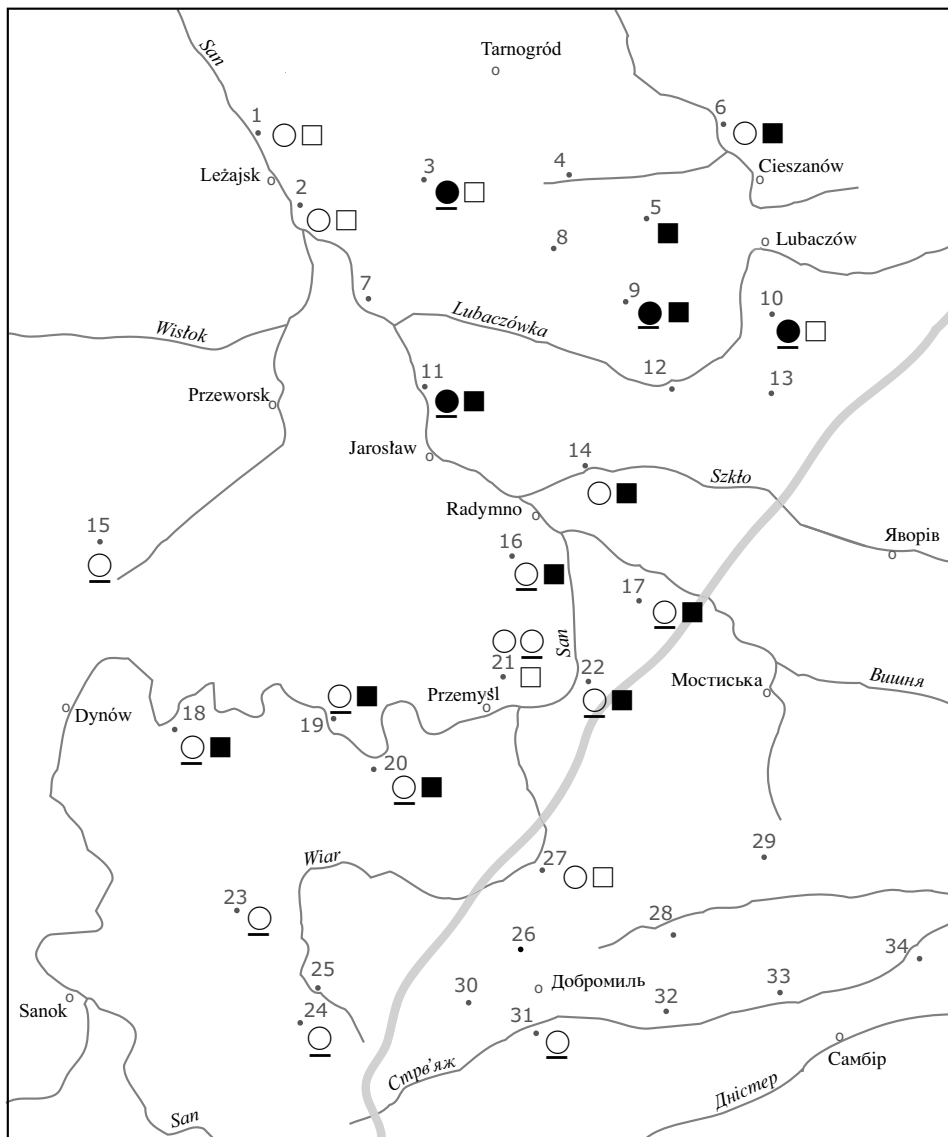 San
Tarnogród
1
6
Leżajsk
3
4
Cieszanów
2
5
8
Lubaczów
7
9
10
Lubaczówka
Wisłok
11
12
13
Przeworsk
Jarosław
14
Szkło
Radymno
15
16
Яворів
17
San
21
22
Przemyśl
Мостиська
Вишня
Dynów
18
19
20
29
Wiar
27
23
28
26
34
25
30
Добромиль
33
Sanok
24
31
32
Самбір
Стрв'яж
Дністер
San